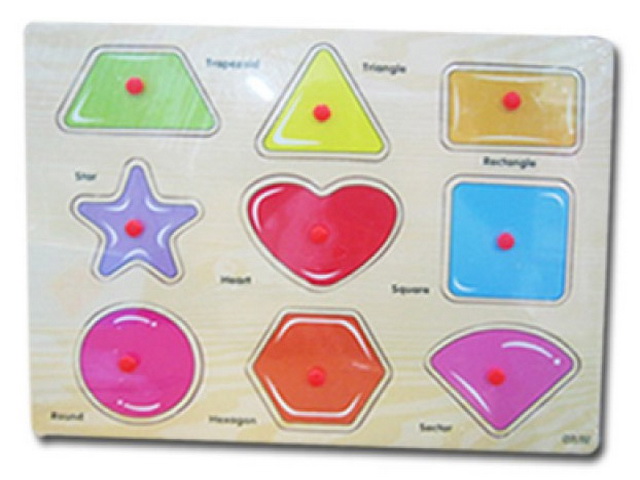 Trapezoid
Triangle
Rectangle
Star
Heart
Square
Round
Hexagon
Sector